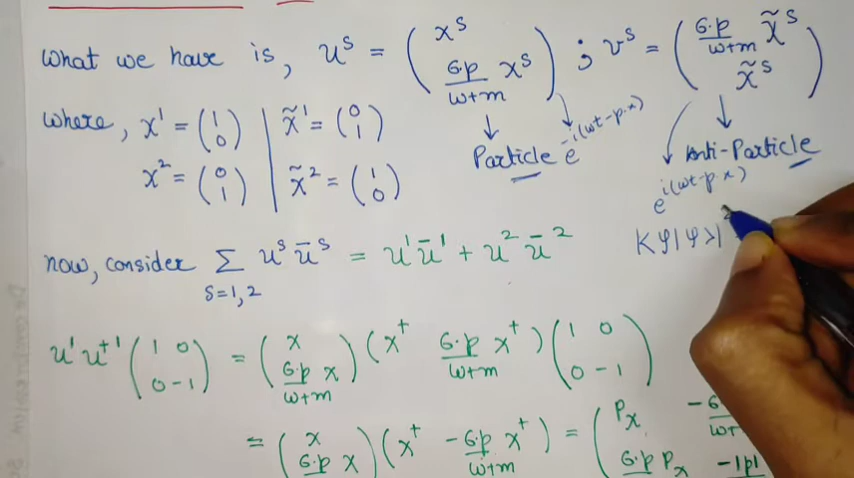 What we have is, u^s = ( x^s ; σ·p/(ω+m) x^s ) ; v^s = ( σ·p/(ω+m) x̃^s ; x̃^s )
where, x^1 = (1 0) | x̃^1 = (0 1)
x^2 = (0 1) | x̃^2 = (1 0)
Particle e^{-i(ωt-p·x)}
Anti-Particle
e^{i(ωt-p·x)}
|<φ|φ>|
now, consider Σ_{s=1,2} u^s ū^s = u^1 ū^1 + u^2 ū^2
u^1 u^{†1} (1 0 ; 0 -1) = ( x ; σ·p/(ω+m) x ) ( x^† σ·p/(ω+m) x^† ) (1 0 ; 0 -1)
= ( x ; σ·p x ) ( x^† -σ·p/(ω+m) x^† ) = ( P_x -σ ; σ·p P_x -|p|